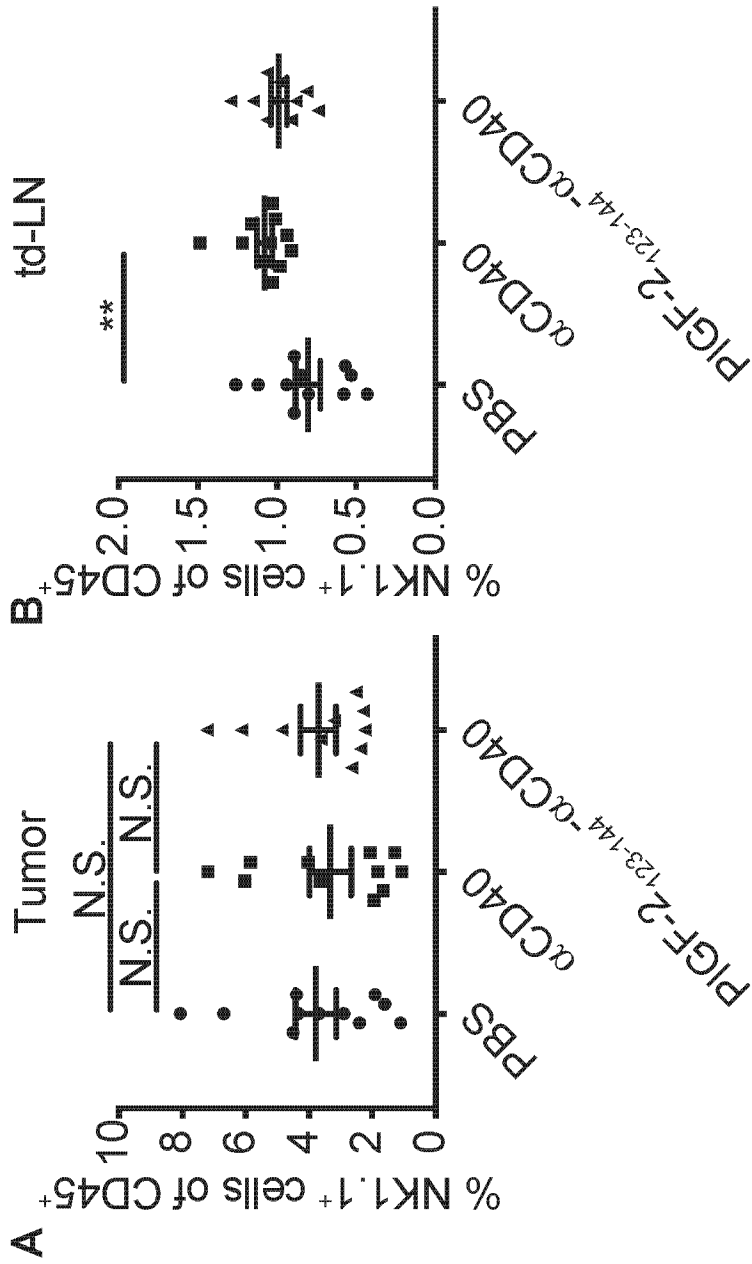 A
Tumor
N.S.
N.S. N.S.
% NK1.1⁺ cells of CD45⁺
10
8
6
4
2
0
PBS
αCD40
PlGF-2₁₂₃₋₁₄₄-αCD40
B
td-LN
**
% NK1.1⁺ cells of CD45⁺
2.0
1.5
1.0
0.5
0.0
PBS
αCD40
PlGF-2₁₂₃₋₁₄₄-αCD40